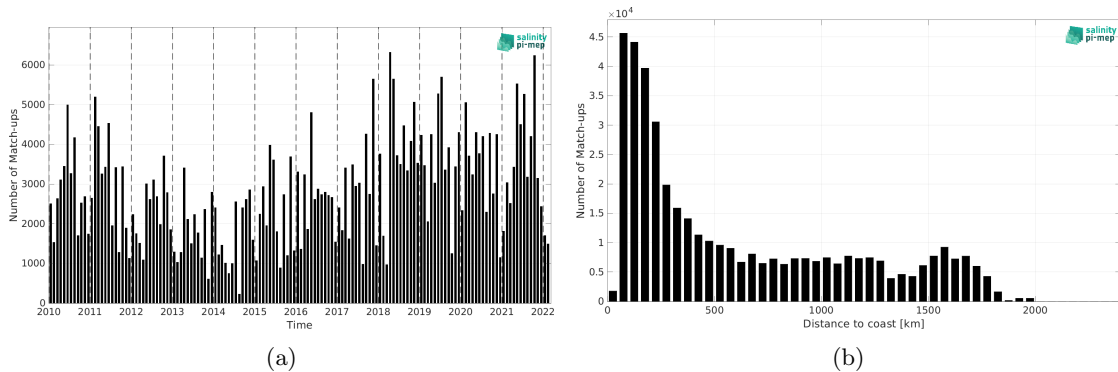 salinity
pi-mep
Number of Match-ups
6000
5000
4000
3000
2000
1000
0
2010 2011 2012 2013 2014 2015 2016 2017 2018 2019 2020 2021 2022
Time
(a)
×10⁴
salinity
pi-mep
Number of Match-ups
4.5
4
3.5
3
2.5
2
1.5
1
0.5
0
0 500 1000 1500 2000
Distance to coast [km]
(b)